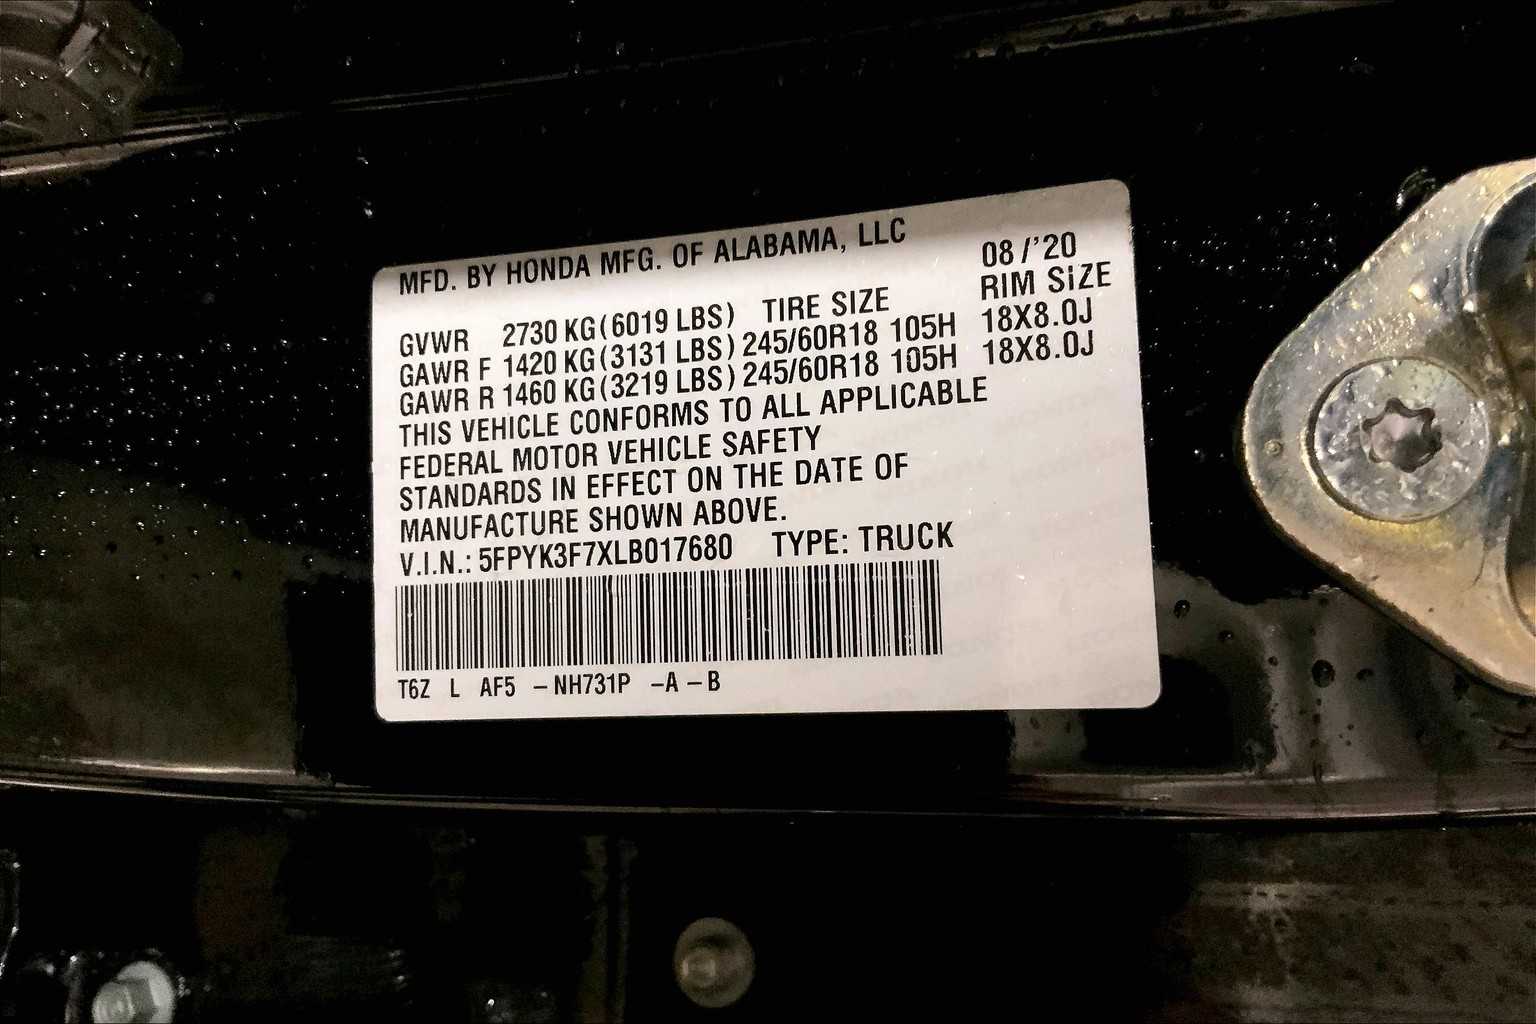 MFD. BY HONDA MFG. OF ALABAMA, LLC 08/'20
GVWR 2730 KG(6019 LBS) TIRE SIZE RIM SIZE
GAWR F 1420 KG(3131 LBS) 245/60R18 105H 18X8.0J
GAWR R 1460 KG(3219 LBS) 245/60R18 105H 18X8.0J
THIS VEHICLE CONFORMS TO ALL APPLICABLE
FEDERAL MOTOR VEHICLE SAFETY
STANDARDS IN EFFECT ON THE DATE OF
MANUFACTURE SHOWN ABOVE.
V.I.N.: 5FPYK3F7XLB017680 TYPE: TRUCK
T6Z L AF5 –NH731P –A –B